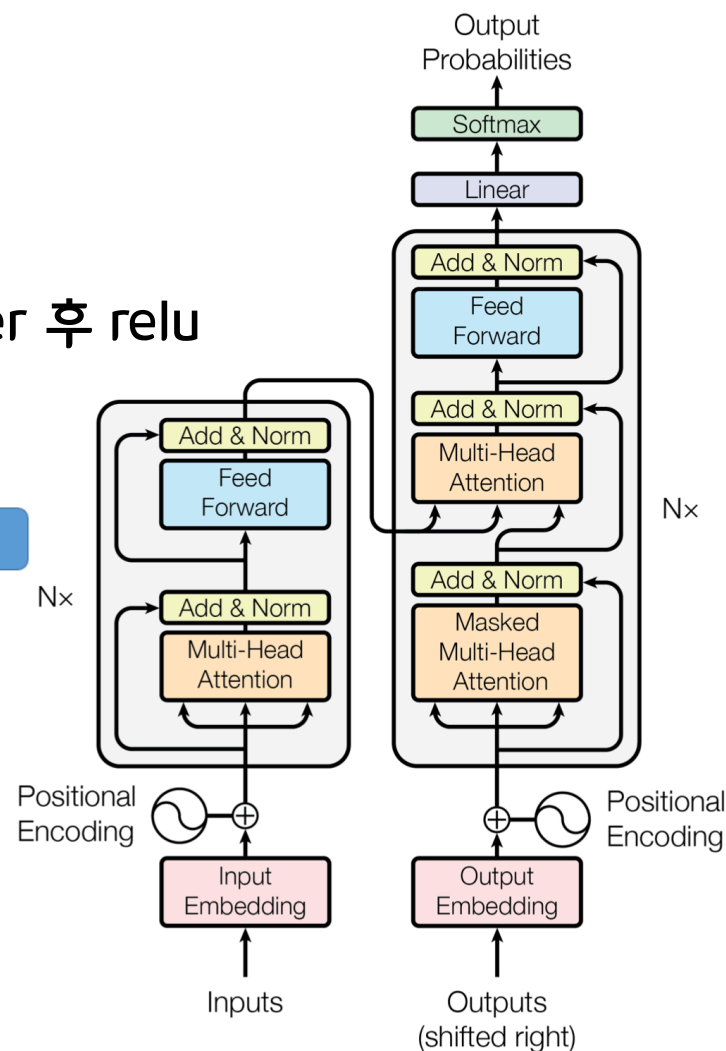 Output
Probabilities
Softmax
Linear
Add & Norm
Feed
Forward
Add & Norm
Multi-Head
Attention
Nx
Add & Norm
Masked
Multi-Head
Attention
Positional
Encoding
Output
Embedding
Outputs
(shifted right)
후 relu
Add & Norm
Feed
Forward
Nx
Add & Norm
Multi-Head
Attention
Positional
Encoding
Input
Embedding
Inputs